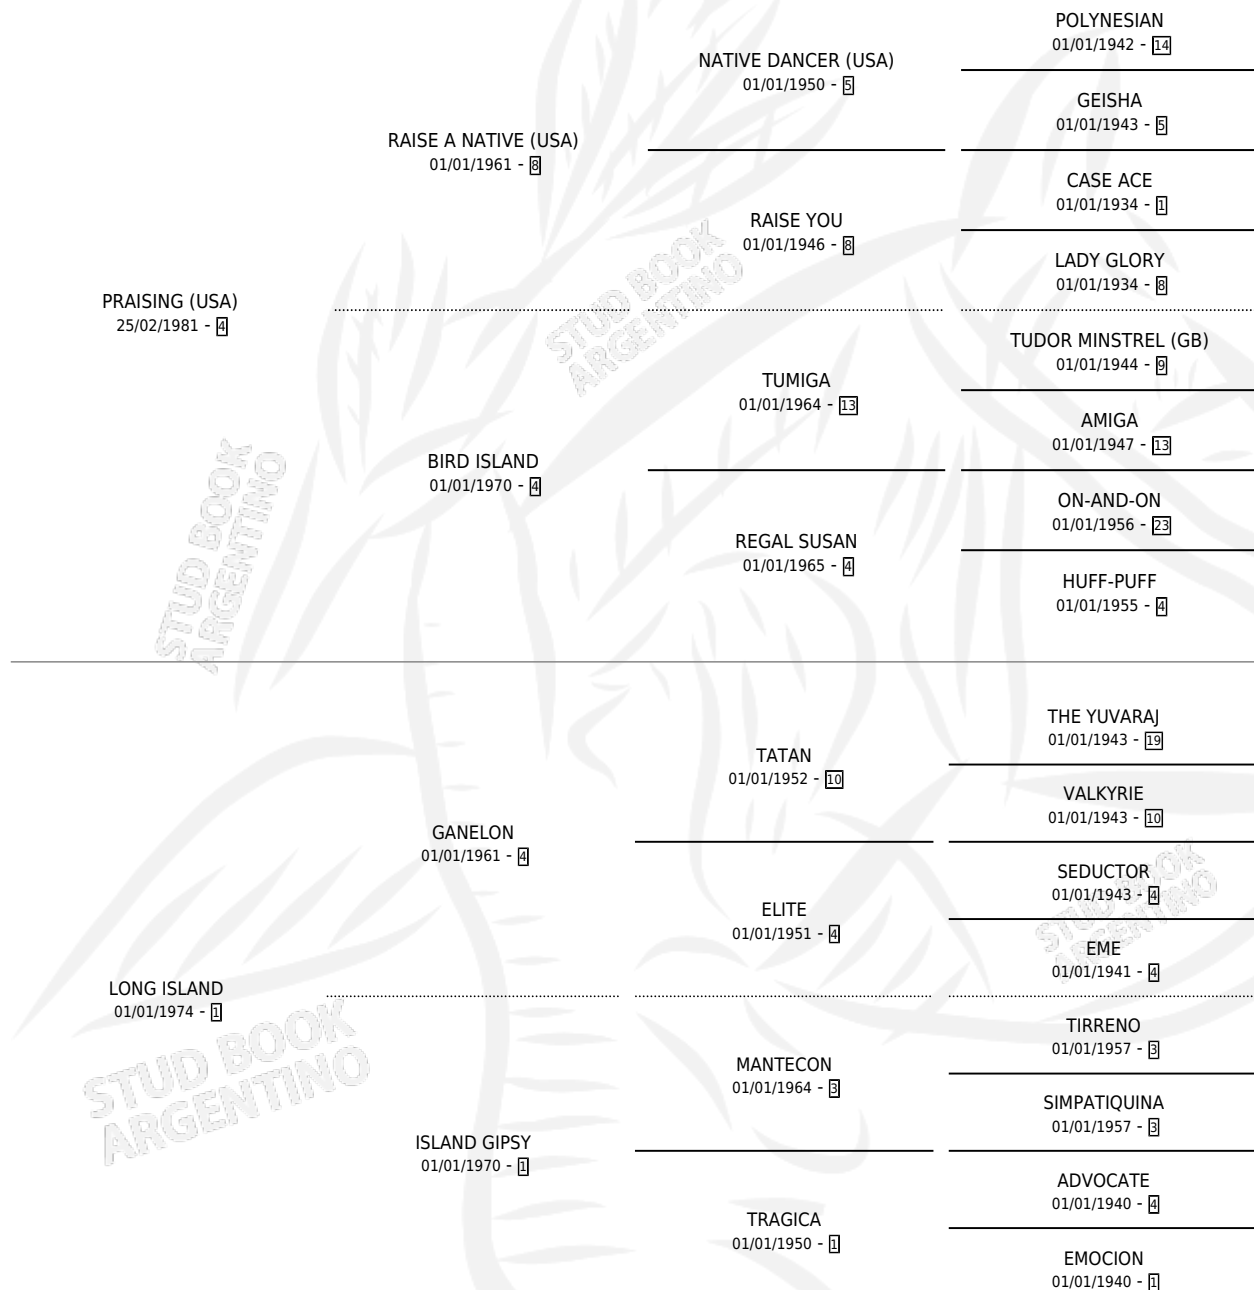 POLYNESIAN
01/01/1942 - 14
NATIVE DANCER (USA)
01/01/1950 - 5
GEISHA
01/01/1943 - 5
RAISE A NATIVE (USA)
01/01/1961 - 8
CASE ACE
01/01/1934 - 1
RAISE YOU
01/01/1946 - 8
LADY GLORY
01/01/1934 - 8
PRAISING (USA)
25/02/1981 - 4
TUDOR MINSTREL (GB)
01/01/1944 - 9
TUMIGA
01/01/1964 - 13
AMIGA
01/01/1947 - 13
BIRD ISLAND
01/01/1970 - 4
ON-AND-ON
01/01/1956 - 23
REGAL SUSAN
01/01/1965 - 4
HUFF-PUFF
01/01/1955 - 4
THE YUVARAJ
01/01/1943 - 19
TATAN
01/01/1952 - 10
VALKYRIE
01/01/1943 - 10
GANELON
01/01/1961 - 4
SEDUCTOR
01/01/1943 - 4
ELITE
01/01/1951 - 4
EME
01/01/1941 - 4
LONG ISLAND
01/01/1974 - 1
TIRRENO
01/01/1957 - 3
MANTECON
01/01/1964 - 3
SIMPATIQUINA
01/01/1957 - 3
ISLAND GIPSY
01/01/1970 - 1
ADVOCATE
01/01/1940 - 4
TRAGICA
01/01/1950 - 1
EMOCION
01/01/1940 - 1
STUD BOOK
ARGENTINO
STUD BOOK
ARGENTINO
STUD BOOK
ARGENTINO
STUD BOOK
ARGENTINO